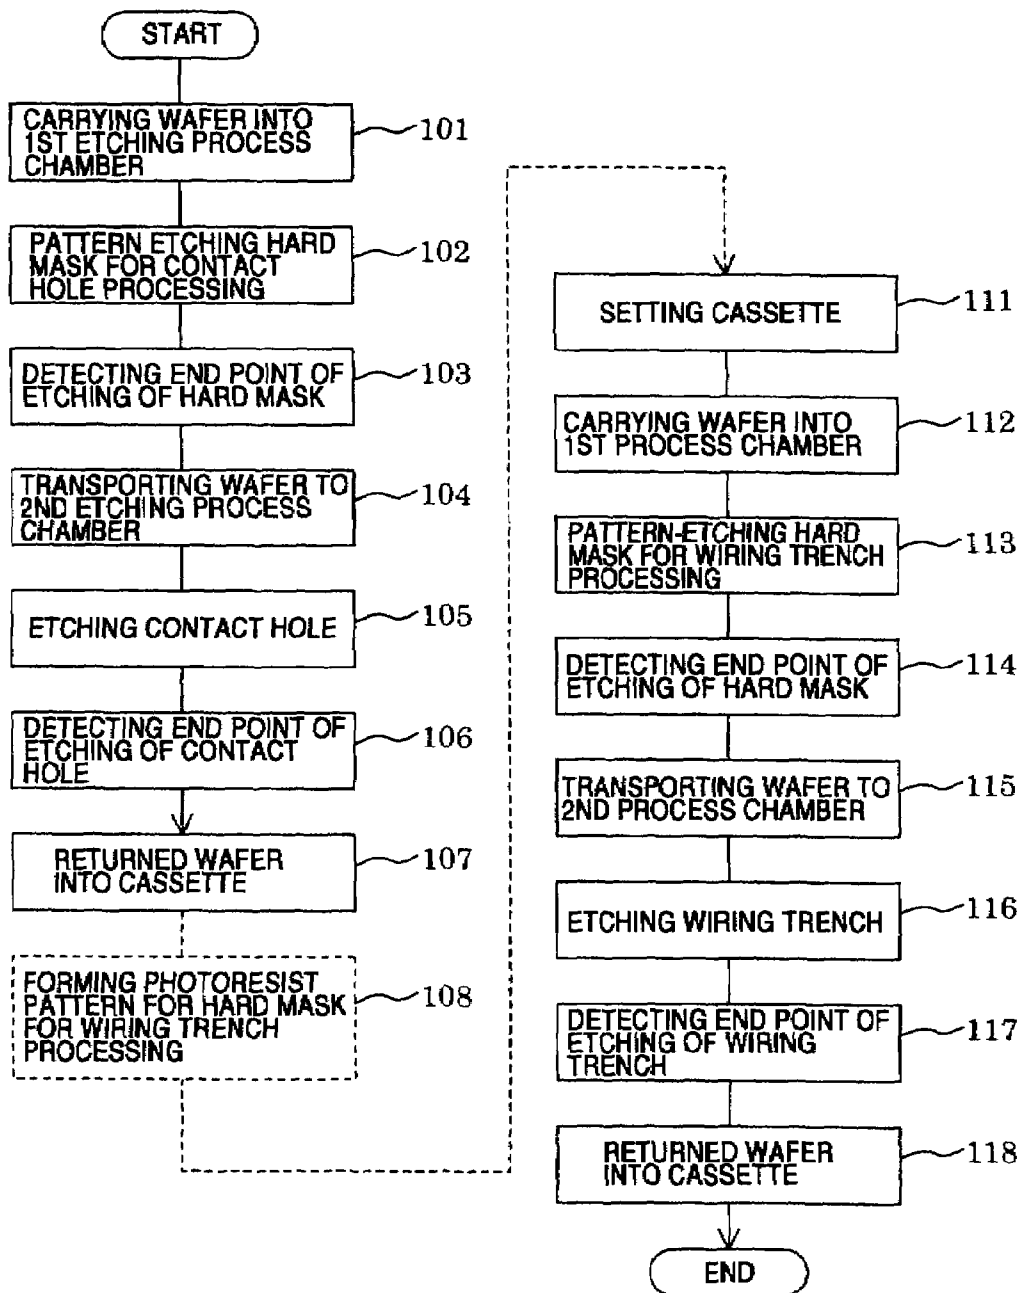 START
CARRYING WAFER INTO
1ST ETCHING PROCESS
CHAMBER
101
PATTERN ETCHING HARD
MASK FOR CONTACT
HOLE PROCESSING
102
DETECTING END POINT OF
ETCHING OF HARD MASK
103
TRANSPORTING WAFER TO
2ND ETCHING PROCESS
CHAMBER
104
ETCHING CONTACT HOLE
105
DETECTING END POINT OF
ETCHING OF CONTACT
HOLE
106
RETURNED WAFER
INTO CASSETTE
107
FORMING PHOTORESIST
PATTERN FOR HARD MASK
FOR WIRING TRENCH
PROCESSING
108
SETTING CASSETTE
111
CARRYING WAFER INTO
1ST PROCESS CHAMBER
112
PATTERN-ETCHING HARD
MASK FOR WIRING TRENCH
PROCESSING
113
DETECTING END POINT OF
ETCHING OF HARD MASK
114
TRANSPORTING WAFER TO
2ND PROCESS CHAMBER
115
ETCHING WIRING TRENCH
116
DETECTING END POINT OF
ETCHING OF WIRING
TRENCH
117
RETURNED WAFER
INTO CASSETTE
118
END